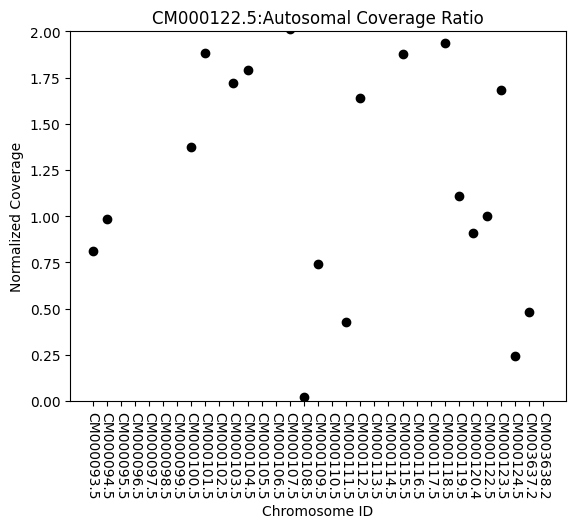 CM000122.5:Autosomal Coverage Ratio
Normalized Coverage
2.00
1.75
1.50
1.25
1.00
0.75
0.50
0.25
0.00
CM000093.5
CM000094.5
CM000095.5
CM000096.5
CM000097.5
CM000098.5
CM000099.5
CM000100.5
CM000101.5
CM000102.5
CM000103.5
CM000104.5
CM000105.5
CM000106.5
CM000107.5
CM000108.5
CM000109.5
CM000110.5
CM000111.5
CM000112.5
CM000113.5
CM000114.5
CM000115.5
CM000116.5
CM000117.5
CM000118.5
CM000119.5
CM000120.4
CM000122.5
CM000123.5
CM000124.5
CM003637.2
CM003638.2
Chromosome ID